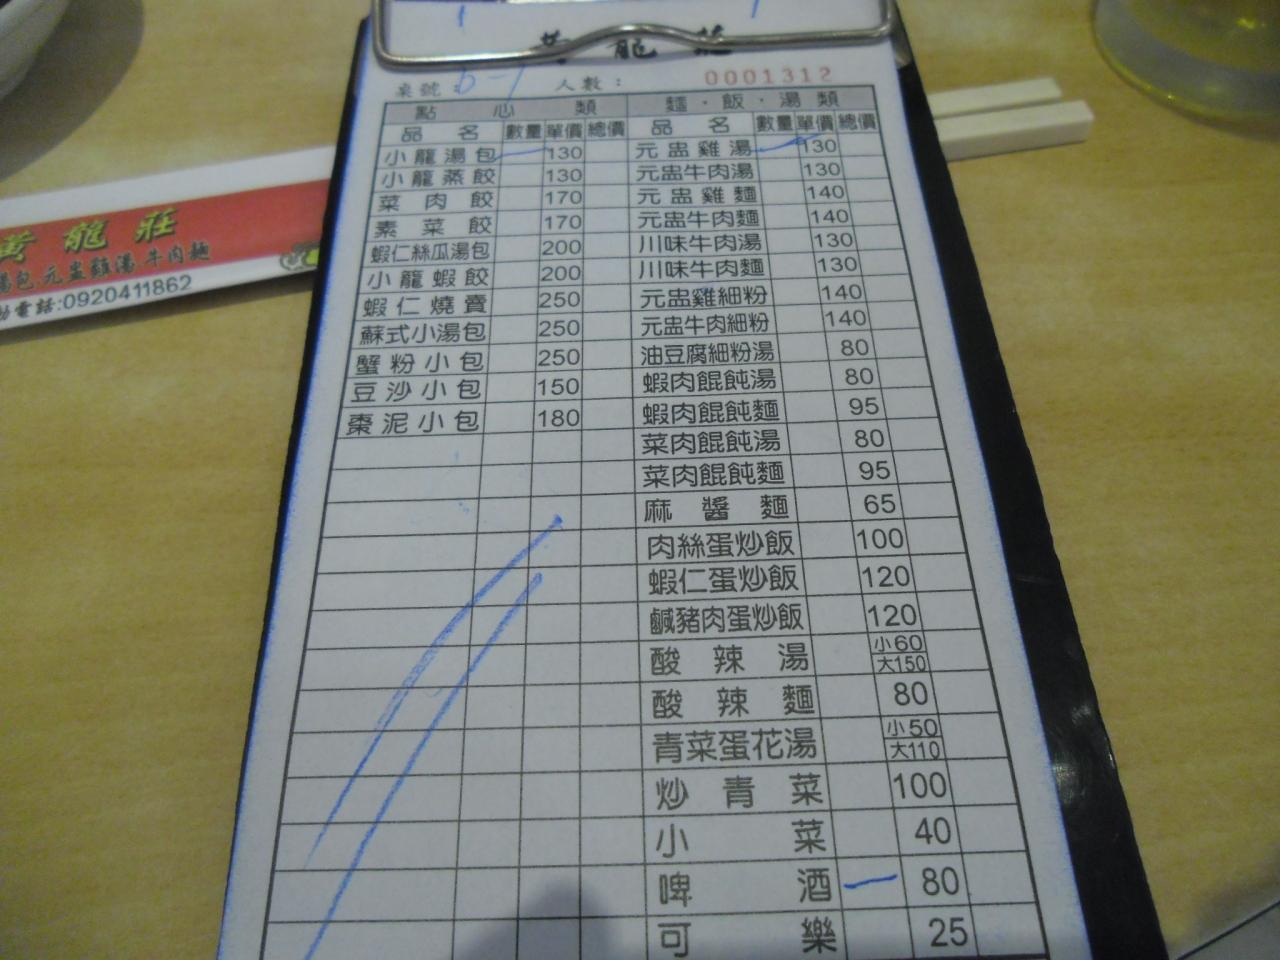 黃龍莊
桌號：6-1 人數： 0001312
點心類 麵·飯·湯類
品名 數量 單價 總價 品名 數量 單價 總價
小龍湯包 一 130 元盅雞湯 一 130
小龍蒸餃 130 元盅牛肉湯 130
菜肉餃 170 元盅雞麵 140
素菜餃 170 元盅牛肉麵 140
蝦仁絲瓜湯包 200 川味牛肉湯 130
小龍蝦餃 200 川味牛肉麵 130
蝦仁燒賣 250 元盅雞細粉 140
蘇式小湯包 250 元盅牛肉細粉 140
蟹粉小包 250 油豆腐細粉湯 80
豆沙小包 150 蝦肉餛飩湯 80
棗泥小包 180 蝦肉餛飩麵 95
菜肉餛飩湯 80
菜肉餛飩麵 95
麻醬麵 65
肉絲蛋炒飯 100
蝦仁蛋炒飯 120
鹹豬肉蛋炒飯 120
酸辣湯 小60 大150
酸辣麵 80
青菜蛋花湯 小50 大110
炒青菜 100
小菜 40
啤酒 一 80
可樂 25
黃龍莊
湯包 元盅雞湯 牛肉麵
電話:0920411862